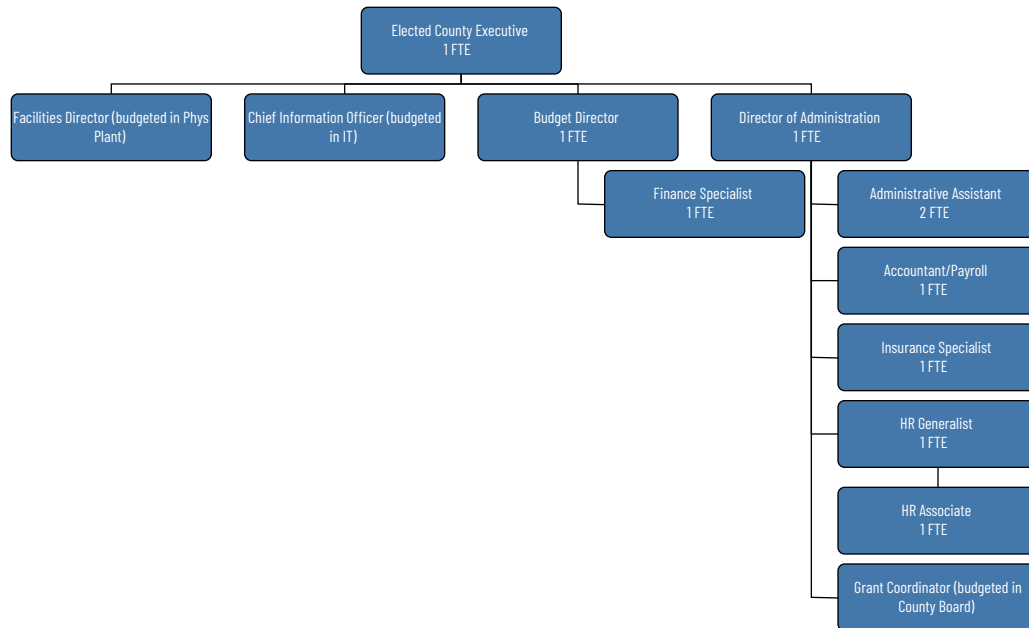 Elected County Executive
1 FTE
Facilities Director (budgeted in Phys
Plant)
Chief Information Officer (budgeted
in IT)
Budget Director
1 FTE
Director of Administration
1 FTE
Finance Specialist
1 FTE
Administrative Assistant
2 FTE
Accountant/Payroll
1 FTE
Insurance Specialist
1 FTE
HR Generalist
1 FTE
HR Associate
1 FTE
Grant Coordinator (budgeted in
County Board)